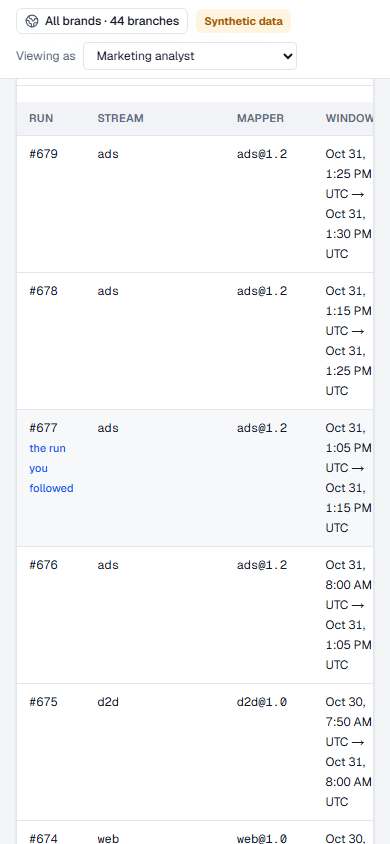 All brands · 44 branches
Synthetic data
Viewing as
Marketing analyst
RUN STREAM MAPPER WINDOW
#679 ads ads@1.2 Oct 31,
1:25 PM
UTC →
Oct 31,
1:30 PM
UTC
#678 ads ads@1.2 Oct 31,
1:15 PM
UTC →
Oct 31,
1:25 PM
UTC
#677 ads ads@1.2 Oct 31,
the run 1:05 PM
you UTC →
followed Oct 31,
1:15 PM
UTC
#676 ads ads@1.2 Oct 31,
8:00 AM
UTC →
Oct 31,
1:05 PM
UTC
#675 d2d d2d@1.0 Oct 30,
7:50 AM
UTC →
Oct 31,
8:00 AM
UTC
#674 web web@1.0 Oct 30,